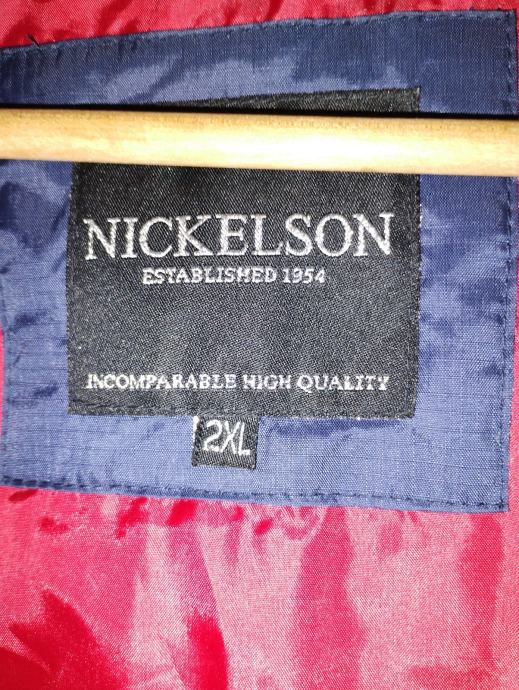 NICKELSON
ESTABLISHED 1954
INCOMPARABLE HIGH QUALITY
2XL